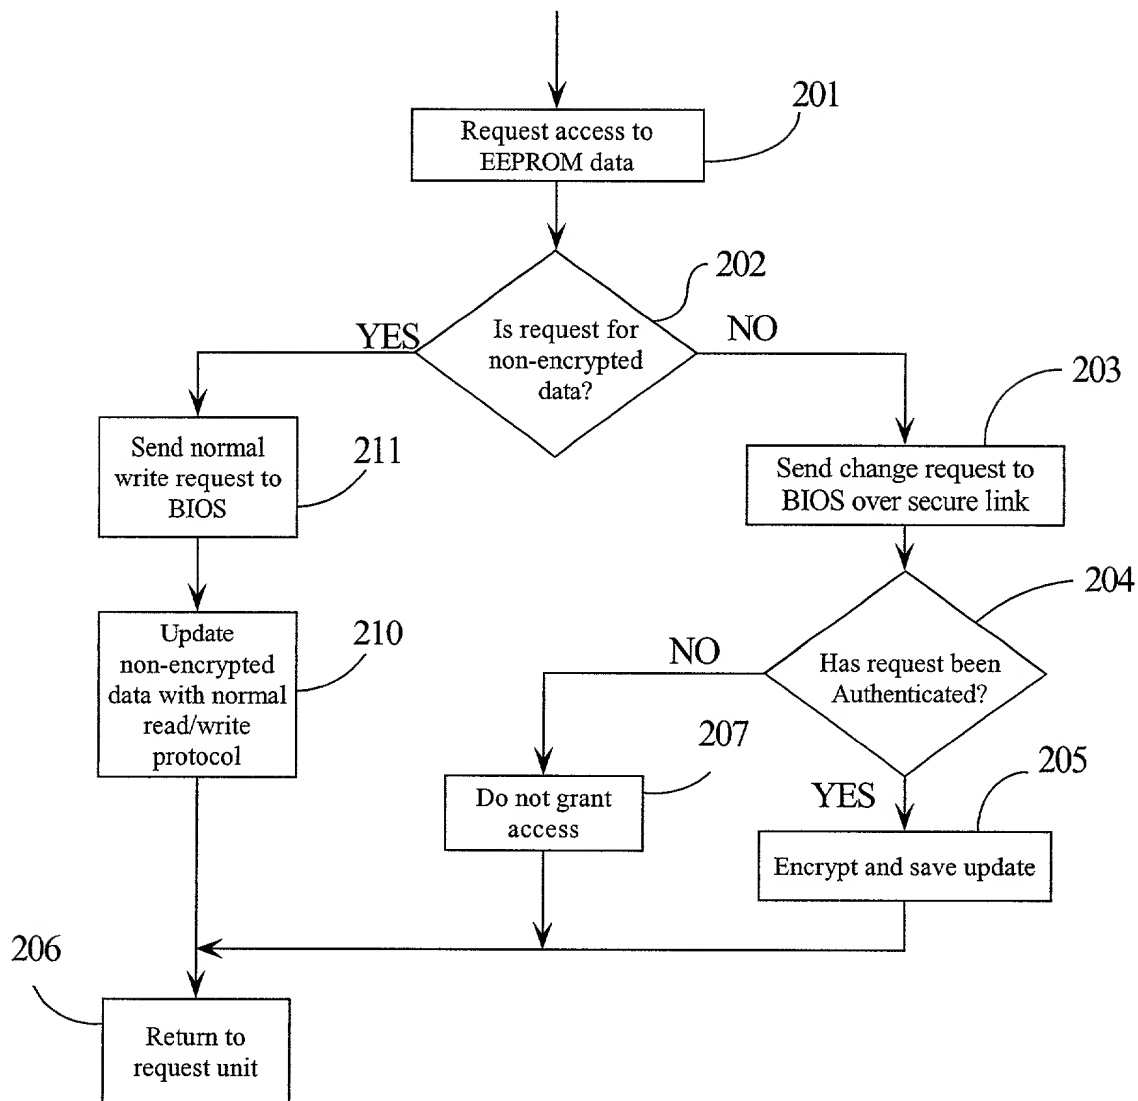 201
Request access to
EEPROM data
202
Is request for
non-encrypted
data?
YES
NO
203
Send normal
write request to
BIOS
211
Send change request to
BIOS over secure link
204
Update
non-encrypted
data with normal
read/write
protocol
210
NO
Has request been
Authenticated?
207
Do not grant
access
YES
205
Encrypt and save update
206
Return to
request unit